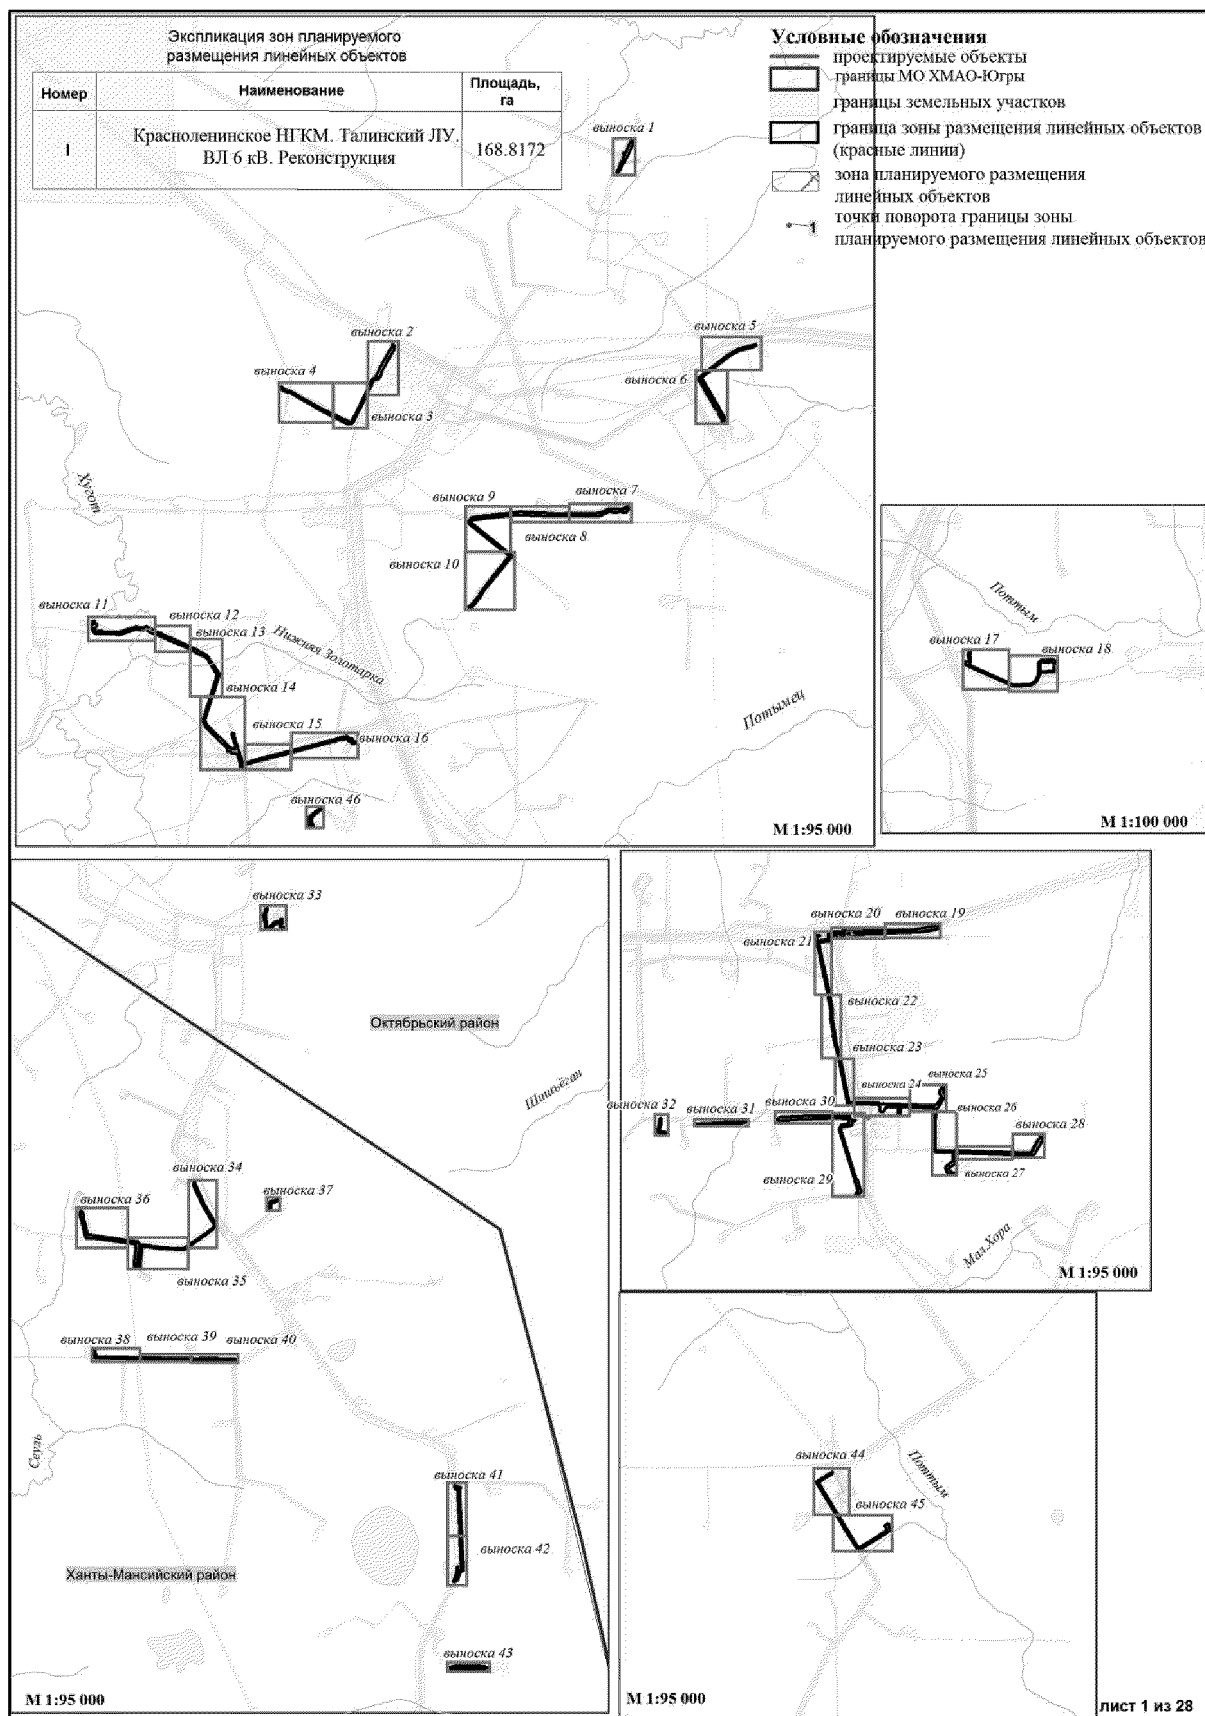 Экспликация зон планируемого
размещения линейных объектов
Номер
Наименование
Площадь,
га
I
Красноленинское НГКМ. Талинский ЛУ.
ВЛ 6 кВ. Реконструкция
168.8172
Условные обозначения
проектируемые объекты
границы МО ХМАО-Югры
границы земельных участков
граница зоны размещения линейных объектов
(красные линии)
зона планируемого размещения
линейных объектов
1
точки поворота границы зоны
планируемого размещения линейных объектов
выноска 1
выноска 2
выноска 4
выноска 3
выноска 5
выноска 6
Хугот
выноска 9
выноска 7
выноска 8
выноска 10
выноска 11
выноска 12
выноска 13
Нижняя Золатарка
выноска 14
выноска 15
выноска 16
Потымец
выноска 46
М 1:95 000
Поттым
выноска 17
выноска 18
М 1:100 000
выноска 33
Октябрьский район
выноска 34
выноска 36
выноска 37
выноска 35
выноска 38
выноска 39
выноска 40
Сеуль
выноска 41
выноска 42
Ханты-Мансийский район
выноска 43
М 1:95 000
выноска 20
выноска 19
выноска 21
выноска 22
выноска 23
выноска 24
выноска 25
выноска 32
выноска 31
выноска 30
выноска 26
выноска 28
выноска 29
выноска 27
Мал.Хора
М 1:95 000
выноска 44
Поттым
выноска 45
М 1:95 000
лист 1 из 28